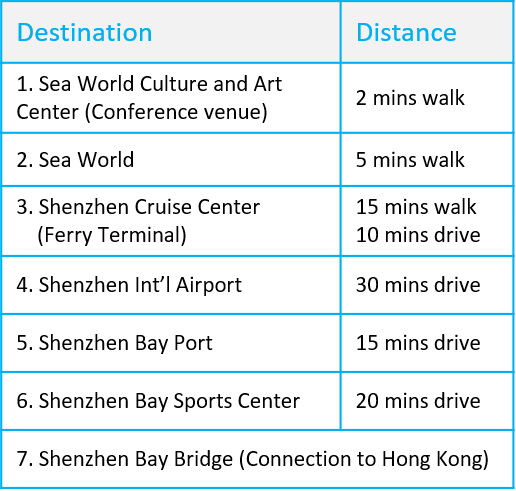 Destination Distance
1. Sea World Culture and Art
Center (Conference venue)
2 mins walk
2. Sea World 5 mins walk
3. Shenzhen Cruise Center
(Ferry Terminal)
15 mins walk
10 mins drive
4. Shenzhen Int’l Airport 30 mins drive
5. Shenzhen Bay Port 15 mins drive
6. Shenzhen Bay Sports Center 20 mins drive
7. Shenzhen Bay Bridge (Connection to Hong Kong)